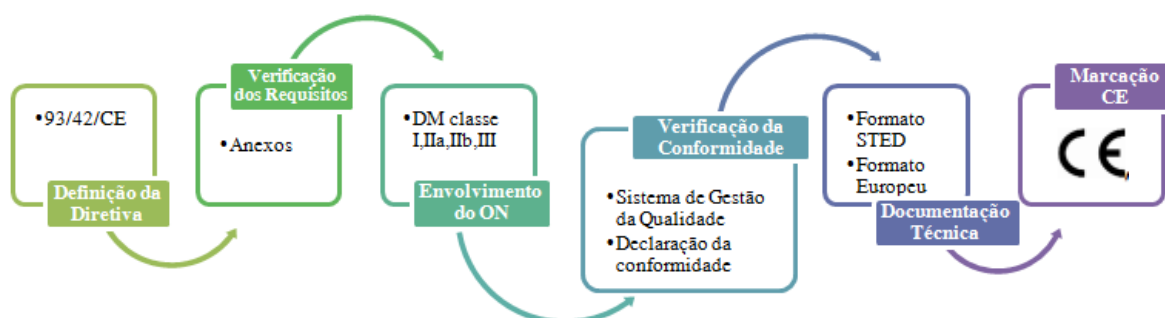 •93/42/CE
Definição da
Diretiva
Verificação
dos Requisitos
•Anexos
•DM classe
I,IIa,IIb,III
Envolvimento
do ON
Verificação da
Conformidade
•Sistema de Gestão
da Qualidade
•Declaração da
conformidade
•Formato
STED
•Formato
Europeu
Documentação
Técnica
Marcação
CE
CE,